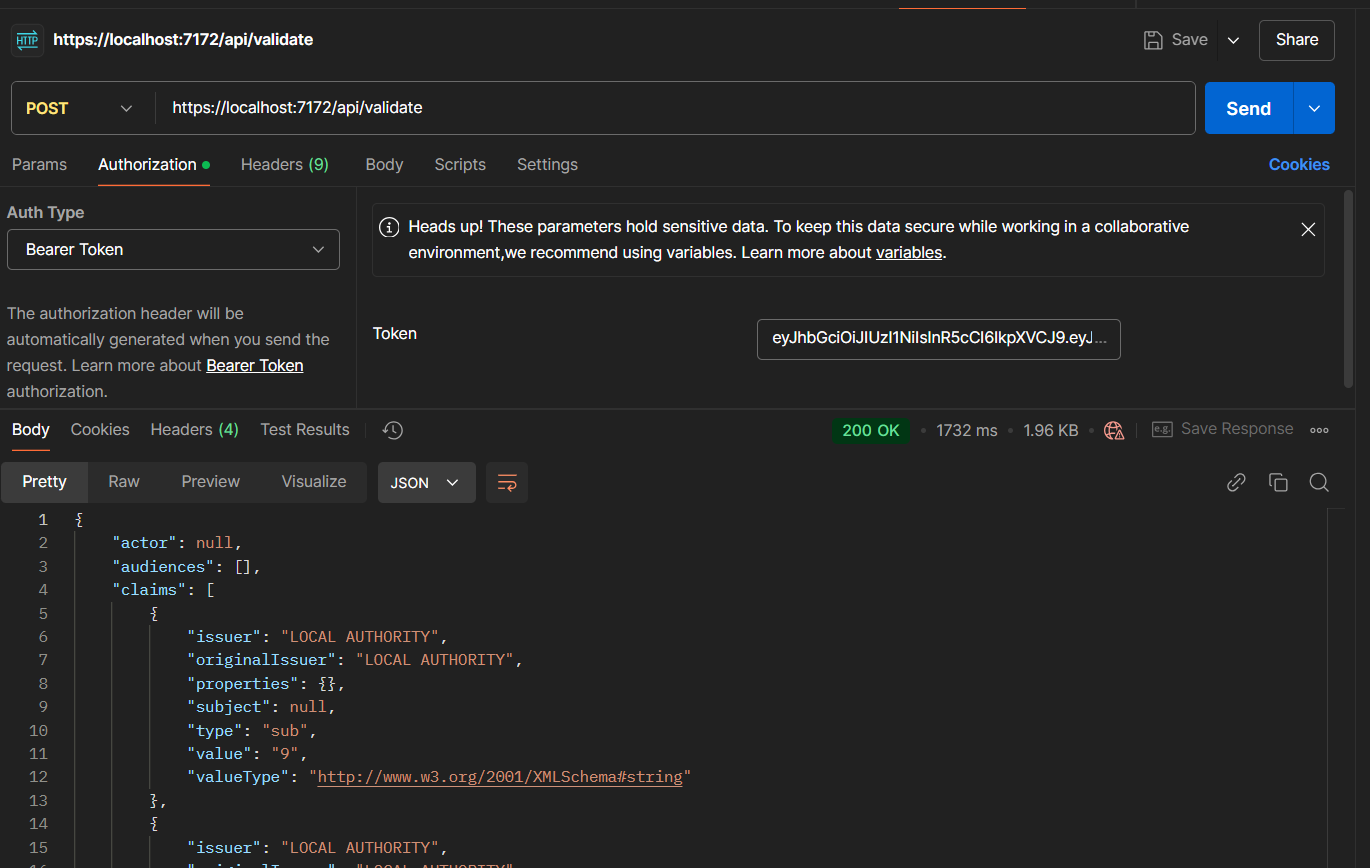 HTTP https://localhost:7172/api/validate Save Share
POST https://localhost:7172/api/validate Send
Params Authorization Headers (9) Body Scripts Settings Cookies
Auth Type
Bearer Token
The authorization header will be
automatically generated when you send the
request. Learn more about Bearer Token
authorization.
Heads up! These parameters hold sensitive data. To keep this data secure while working in a collaborative
environment,we recommend using variables. Learn more about variables.
Token eyJhbGciOiJIUzI1NiIsInR5cCI6IkpXVCJ9.eyJ...
Body Cookies Headers (4) Test Results 200 OK • 1732 ms • 1.96 KB • e.g. Save Response
Pretty Raw Preview Visualize JSON
1 {
2 "actor": null,
3 "audiences": [],
4 "claims": [
5 {
6 "issuer": "LOCAL AUTHORITY",
7 "originalIssuer": "LOCAL AUTHORITY",
8 "properties": {},
9 "subject": null,
10 "type": "sub",
11 "value": "9",
12 "valueType": "http://www.w3.org/2001/XMLSchema#string"
13 },
14 {
15 "issuer": "LOCAL AUTHORITY",